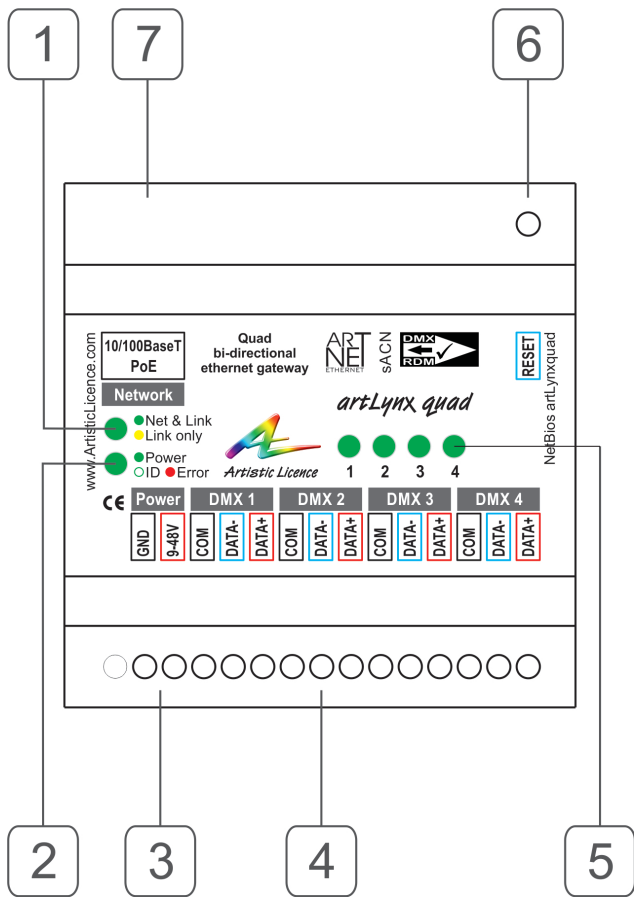 1
7
6
www.ArtisticLicence.com
10/100BaseT
PoE
Network
Quad
bi-directional
ethernet gateway
ART
NET
ETHERNET
sACN
DMX
RDM
RESET
NetBios artLynxquad
artLynx quad
Net & Link
Link only
Power
ID Error
Artistic Licence
1 2 3 4
CE
Power DMX 1 DMX 2 DMX 3 DMX 4
GND 9-48V COM DATA- DATA+ COM DATA- DATA+ COM DATA- DATA+ COM DATA- DATA+
2
3
4
5